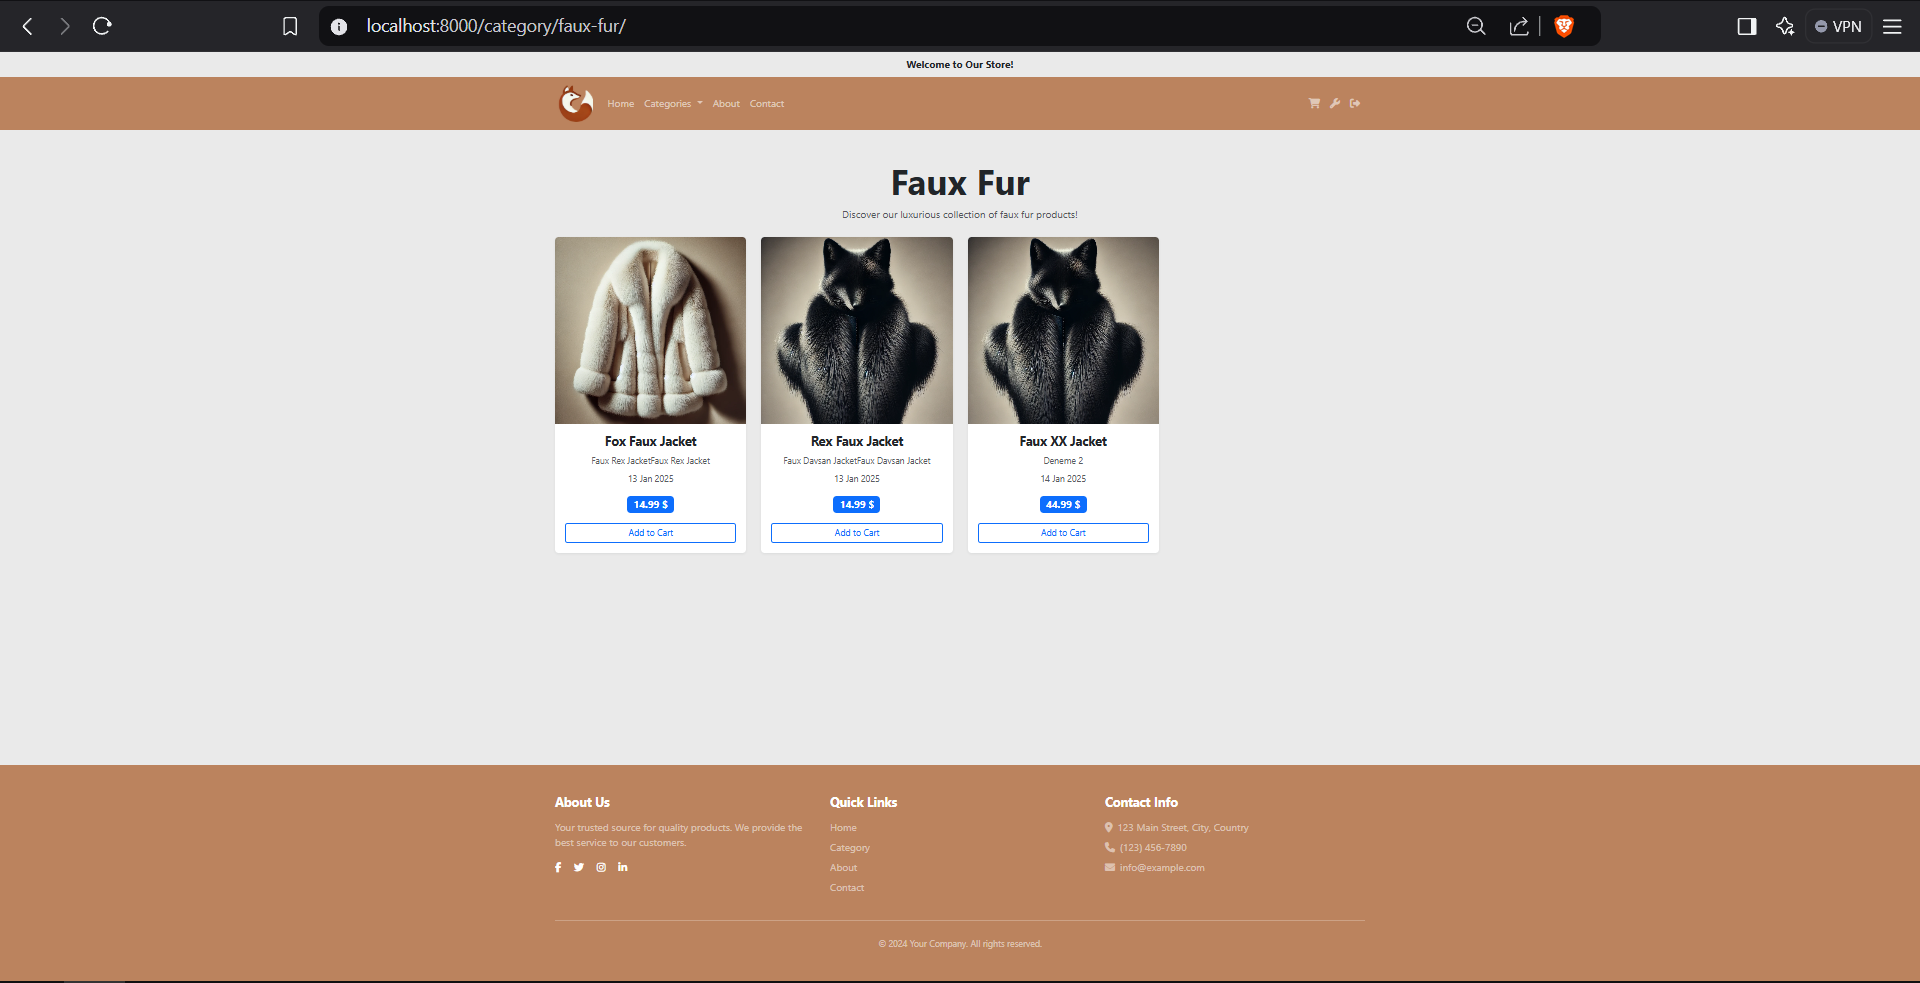 localhost:8000/category/faux-fur/
VPN
Welcome to Our Store!
Home Categories About Contact
Faux Fur
Discover our luxurious collection of faux fur products!
Fox Faux Jacket
Faux Rex JacketFaux Rex Jacket
13 Jan 2025
14.99 $
Add to Cart
Rex Faux Jacket
Faux Davsan JacketFaux Davsan Jacket
13 Jan 2025
14.99 $
Add to Cart
Faux XX Jacket
Deneme 2
14 Jan 2025
44.99 $
Add to Cart
About Us
Your trusted source for quality products. We provide the
best service to our customers.
Quick Links
Home
Category
About
Contact
Contact Info
123 Main Street, City, Country
(123) 456-7890
info@example.com
© 2024 Your Company. All rights reserved.